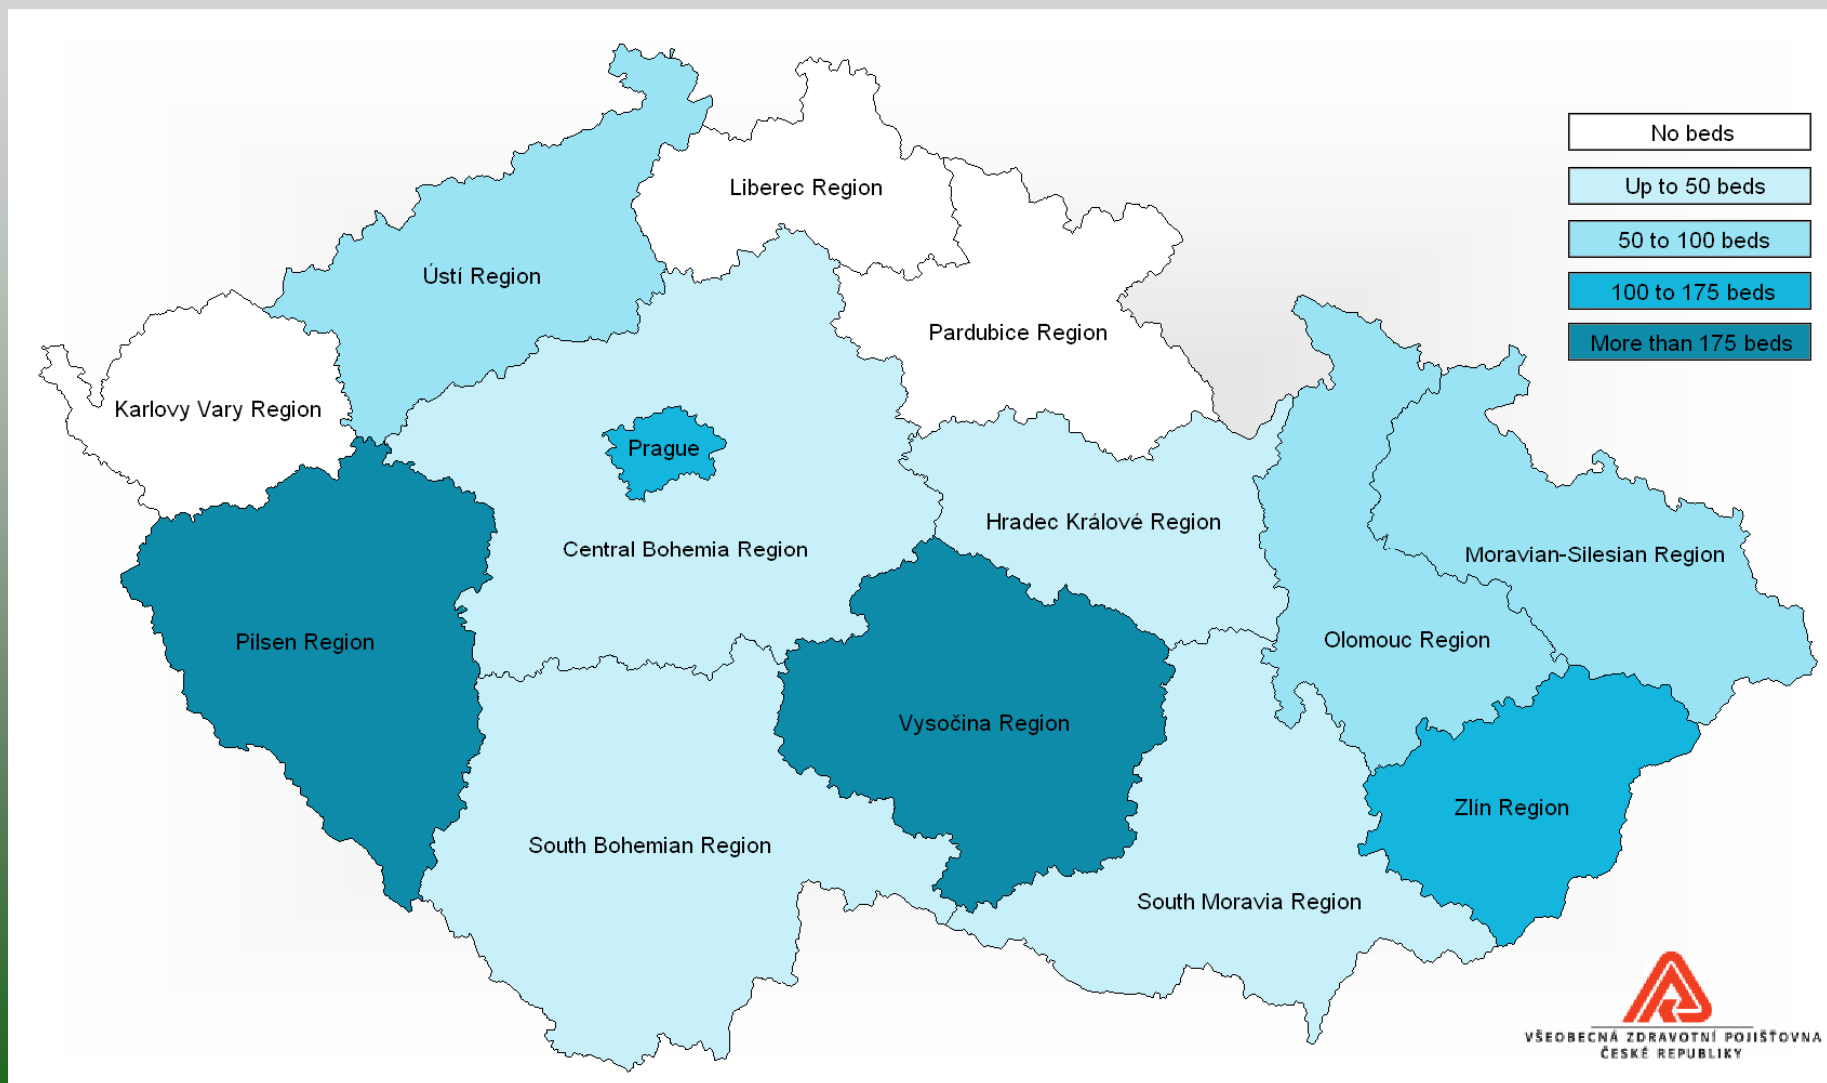 No beds
Up to 50 beds
50 to 100 beds
100 to 175 beds
More than 175 beds
Liberec Region
Ústí Region
Pardubice Region
Karlovy Vary Region
Prague
Hradec Králové Region
Central Bohemia Region
Moravian-Silesian Region
Pilsen Region
Olomouc Region
Vysočina Region
Zlín Region
South Bohemian Region
South Moravia Region
VŠEOBECNÁ ZDRAVOTNÍ POJIŠŤOVNA
ČESKÉ REPUBLIKY